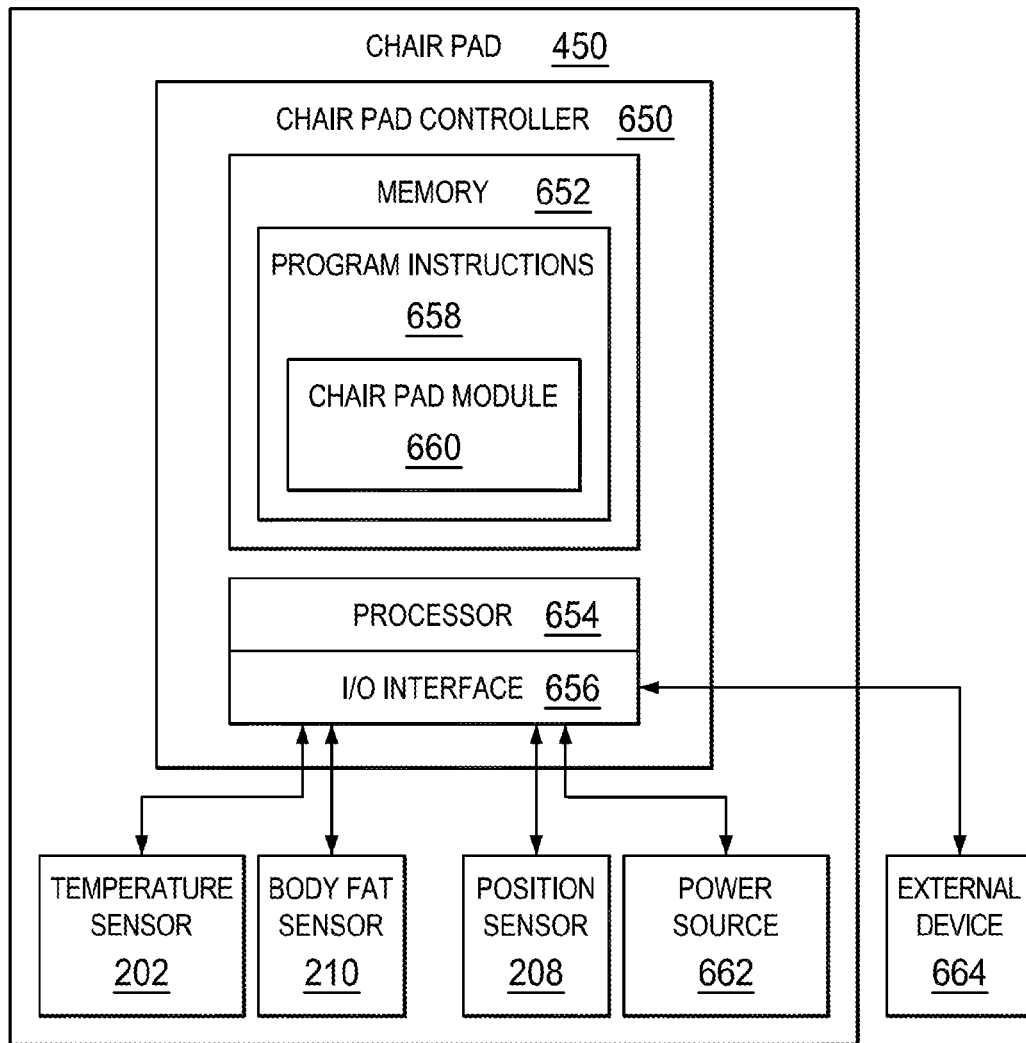 CHAIR PAD 450
CHAIR PAD CONTROLLER 650
MEMORY 652
PROGRAM INSTRUCTIONS
658
CHAIR PAD MODULE
660
PROCESSOR 654
I/O INTERFACE 656
TEMPERATURE
SENSOR
202
BODY FAT
SENSOR
210
POSITION
SENSOR
208
POWER
SOURCE
662
EXTERNAL
DEVICE
664